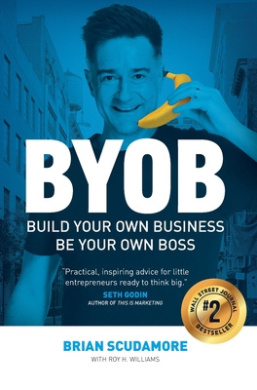 BYOB
BUILD YOUR OWN BUSINESS
BE YOUR OWN BOSS
"Practical, inspiring advice for little
entrepreneurs ready to think big."
SETH GODIN
AUTHOR OF THIS IS MARKETING
WALL STREET JOURNAL
#2
BESTSELLER
BRIAN SCUDAMORE
WITH ROY H. WILLIAMS